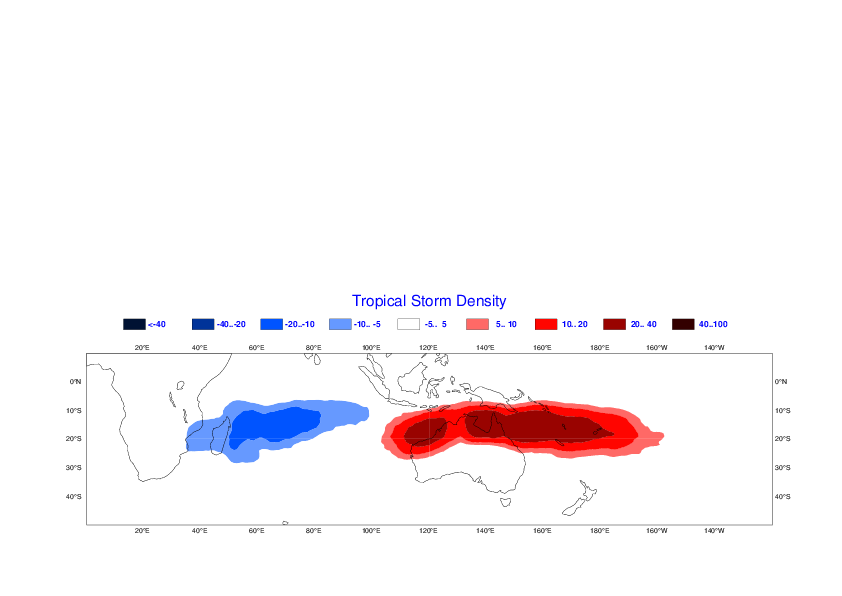 Tropical Storm Density
<-40 -40..-20 -20..-10 -10.. -5 -5.. 5 5.. 10 10.. 20 20.. 40 40..100
20°E 40°E 60°E 80°E 100°E 120°E 140°E 160°E 180°E 160°W 140°W
0°N 0°N
10°S 10°S
20°S 20°S
30°S 30°S
40°S 40°S
20°E 40°E 60°E 80°E 100°E 120°E 140°E 160°E 180°E 160°W 140°W